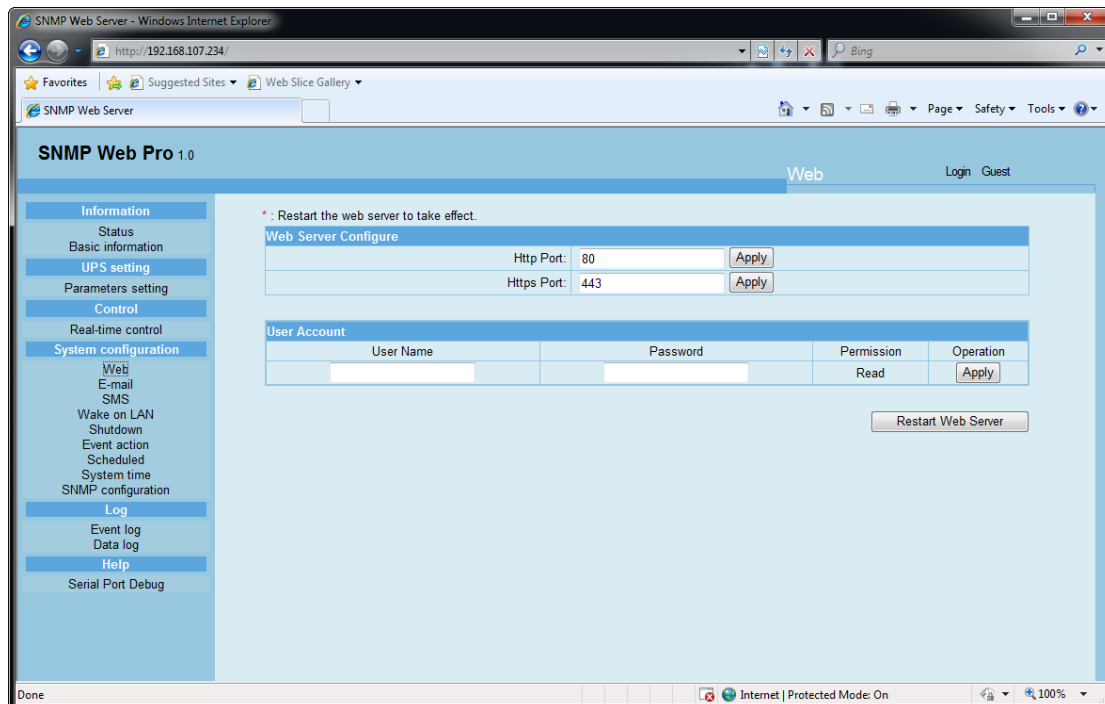 SNMP Web Server - Windows Internet Explorer
http://192.168.107.234/
Bing
Favorites Suggested Sites Web Slice Gallery
SNMP Web Server
Page Safety Tools
SNMP Web Pro 1.0
Web Login Guest
Information
Status
Basic information
UPS setting
Parameters setting
Control
Real-time control
System configuration
Web
E-mail
SMS
Wake on LAN
Shutdown
Event action
Scheduled
System time
SNMP configuration
Log
Event log
Data log
Help
Serial Port Debug
* : Restart the web server to take effect.
Web Server Configure
Http Port: 80 Apply
Https Port: 443 Apply
User Account
User Name Password Permission Operation
Read Apply
Restart Web Server
Done Internet | Protected Mode: On 100%